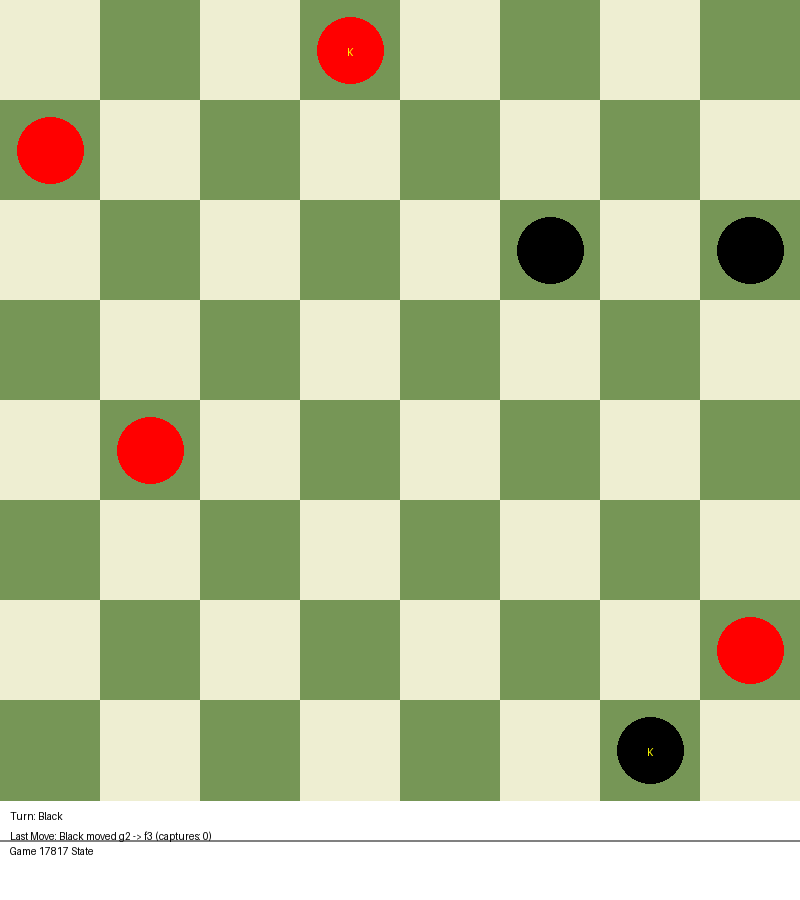 K
K
Turn: Black
Last Move: Black moved g2 -> f3 (captures: 0)
Game 17817 State